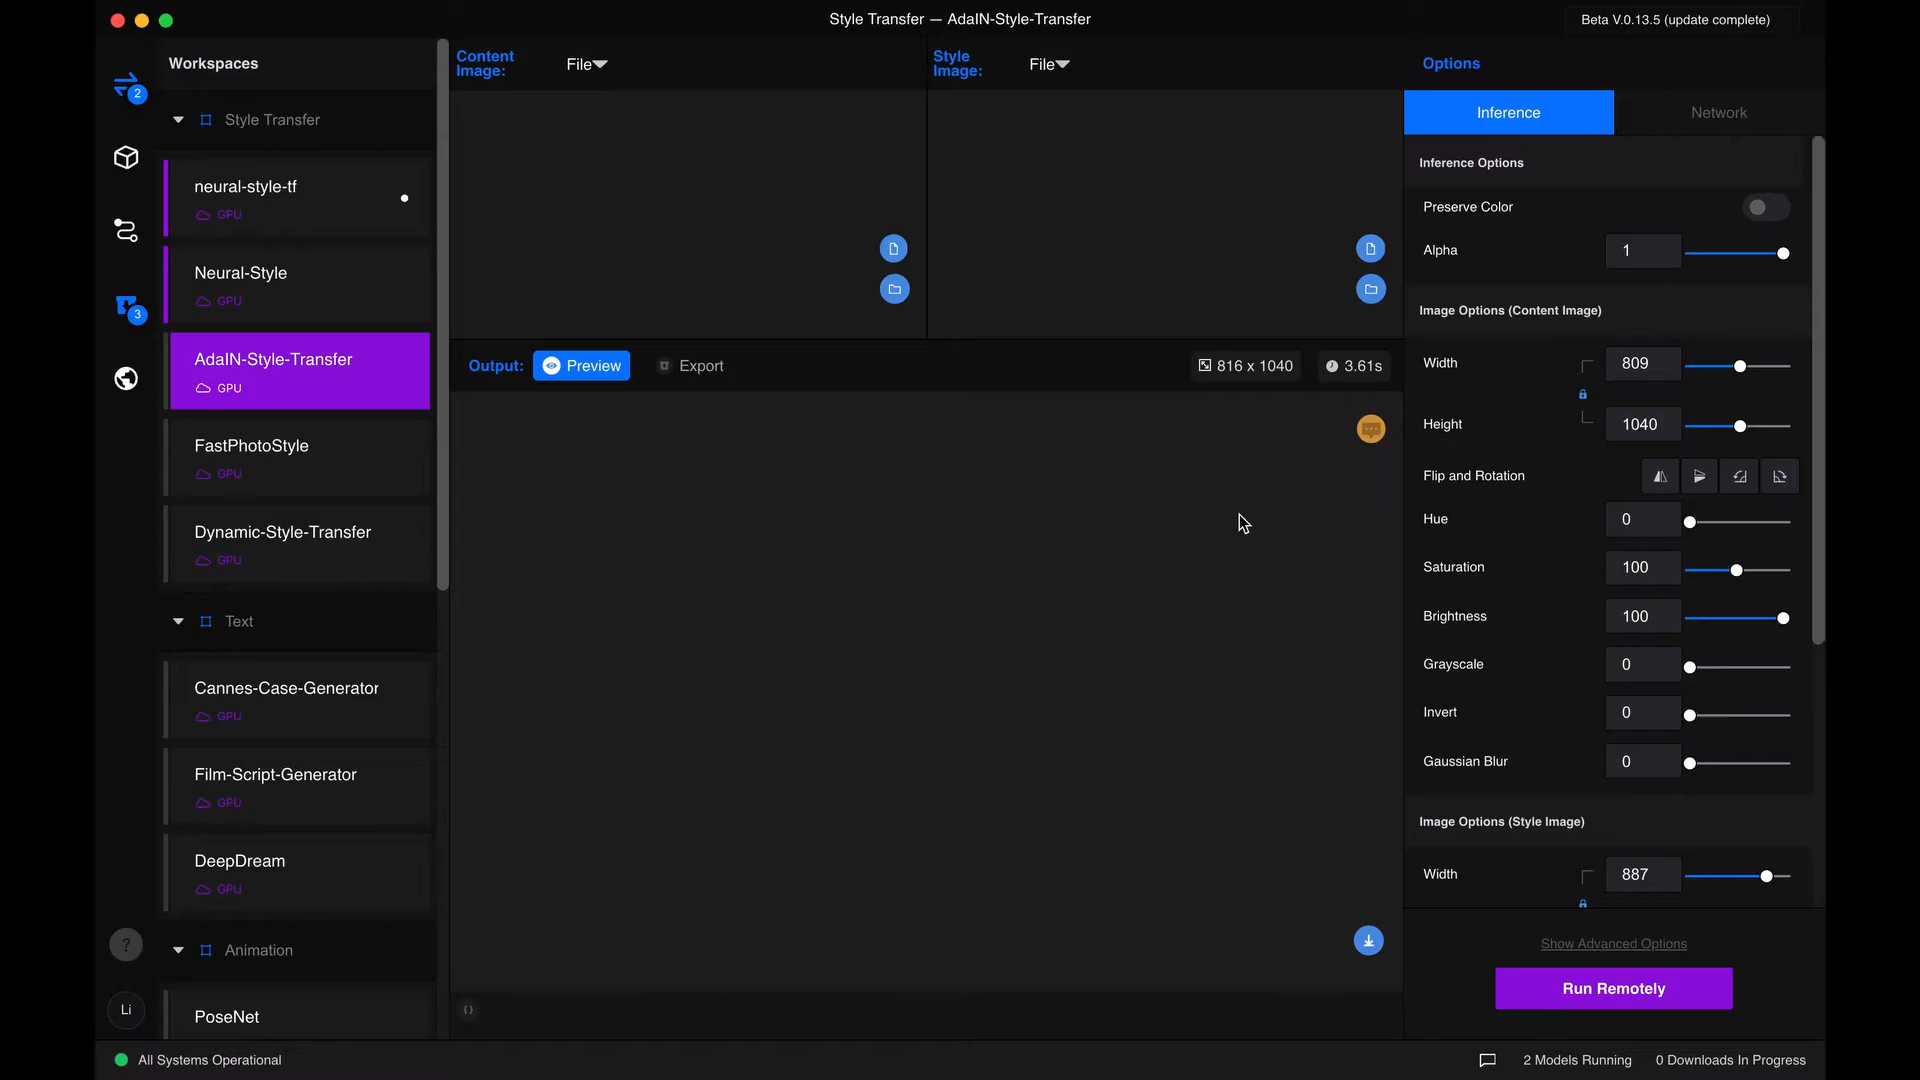 Style Transfer — AdaIN-Style-Transfer
Beta V.0.13.5 (update complete)
2
3
?
Li
Workspaces
Style Transfer
neural-style-tf
GPU
Neural-Style
GPU
AdaIN-Style-Transfer
GPU
FastPhotoStyle
GPU
Dynamic-Style-Transfer
GPU
Text
Cannes-Case-Generator
GPU
Film-Script-Generator
GPU
DeepDream
GPU
Animation
PoseNet
Content
Image:
File
Style
Image:
File
Output:
Preview
Export
816 x 1040
3.61s
{}
Options
Inference
Network
Inference Options
Preserve Color
Alpha
1
Image Options (Content Image)
Width
809
Height
1040
Flip and Rotation
Hue
0
Saturation
100
Brightness
100
Grayscale
0
Invert
0
Gaussian Blur
0
Image Options (Style Image)
Width
887
Show Advanced Options
Run Remotely
All Systems Operational
2 Models Running
0 Downloads In Progress